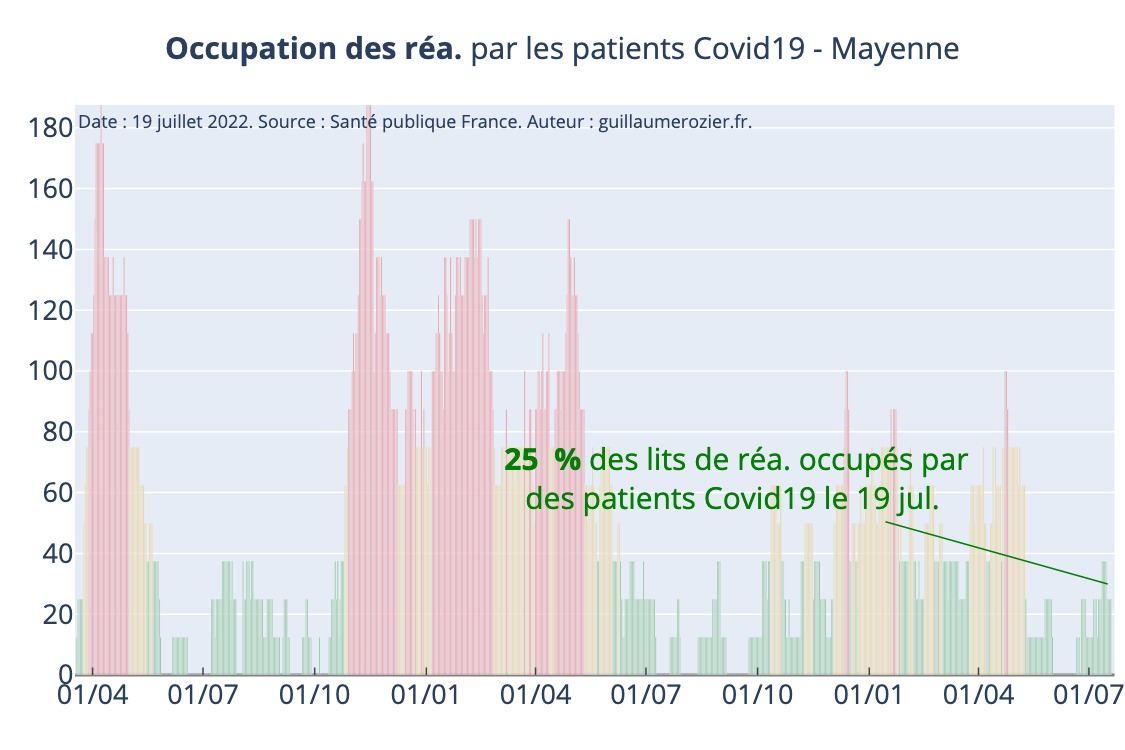 Occupation des réa. par les patients Covid19 - Mayenne
Date : 19 juillet 2022. Source : Santé publique France. Auteur : guillaumerozier.fr.
180
160
140
120
100
80
60
40
20
0
25 % des lits de réa. occupés par
des patients Covid19 le 19 jul.
01/04 01/07 01/10 01/01 01/04 01/07 01/10 01/01 01/04 01/07